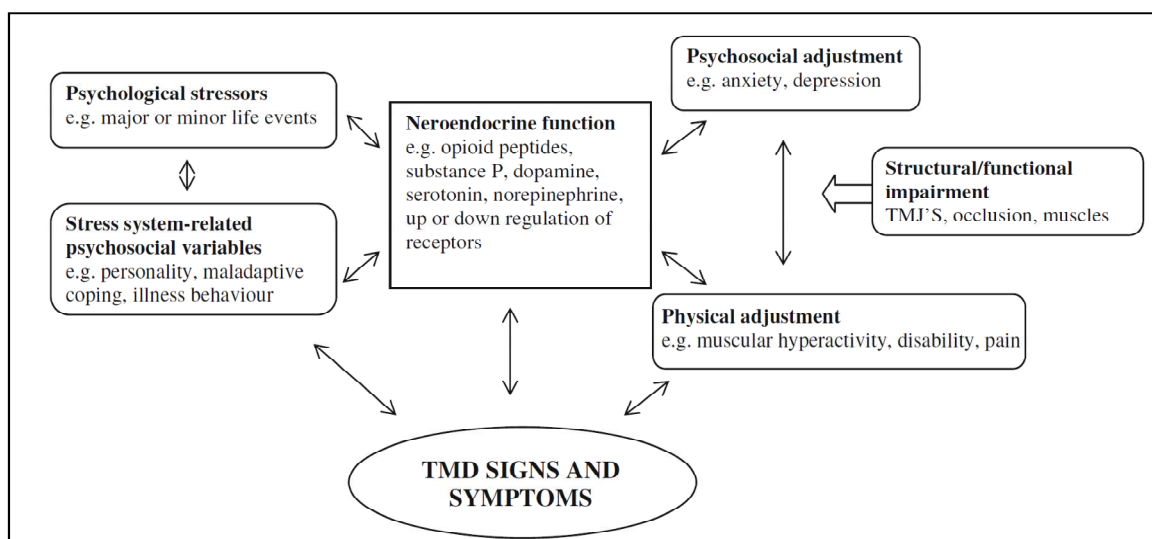 Psychological stressors
e.g. major or minor life events
Stress system-related
psychosocial variables
e.g. personality, maladaptive
coping, illness behaviour
Neroendocrine function
e.g. opioid peptides,
substance P, dopamine,
serotonin, norepinephrine,
up or down regulation of
receptors
Psychosocial adjustment
e.g. anxiety, depression
Structural/functional
impairment
TMJ'S, occlusion, muscles
Physical adjustment
e.g. muscular hyperactivity, disability, pain
TMD SIGNS AND
SYMPTOMS